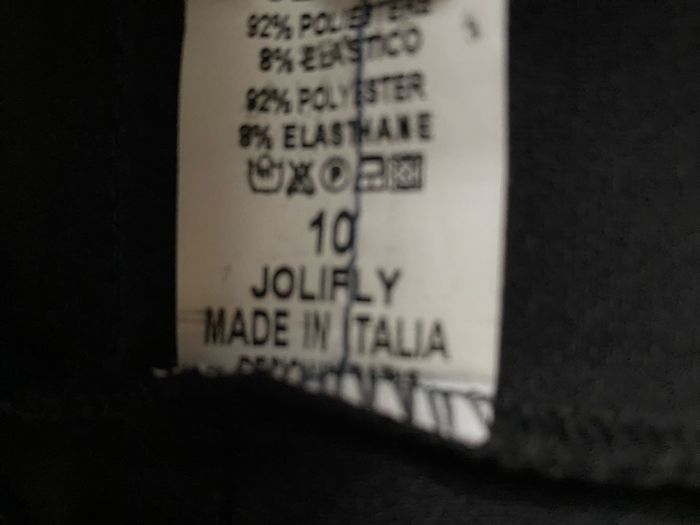 92% POLIESTERE
8% ELASTICO
92% POLYESTER
8% ELASTHANE
P
10
JOLIFLY
MADE IN ITALIA